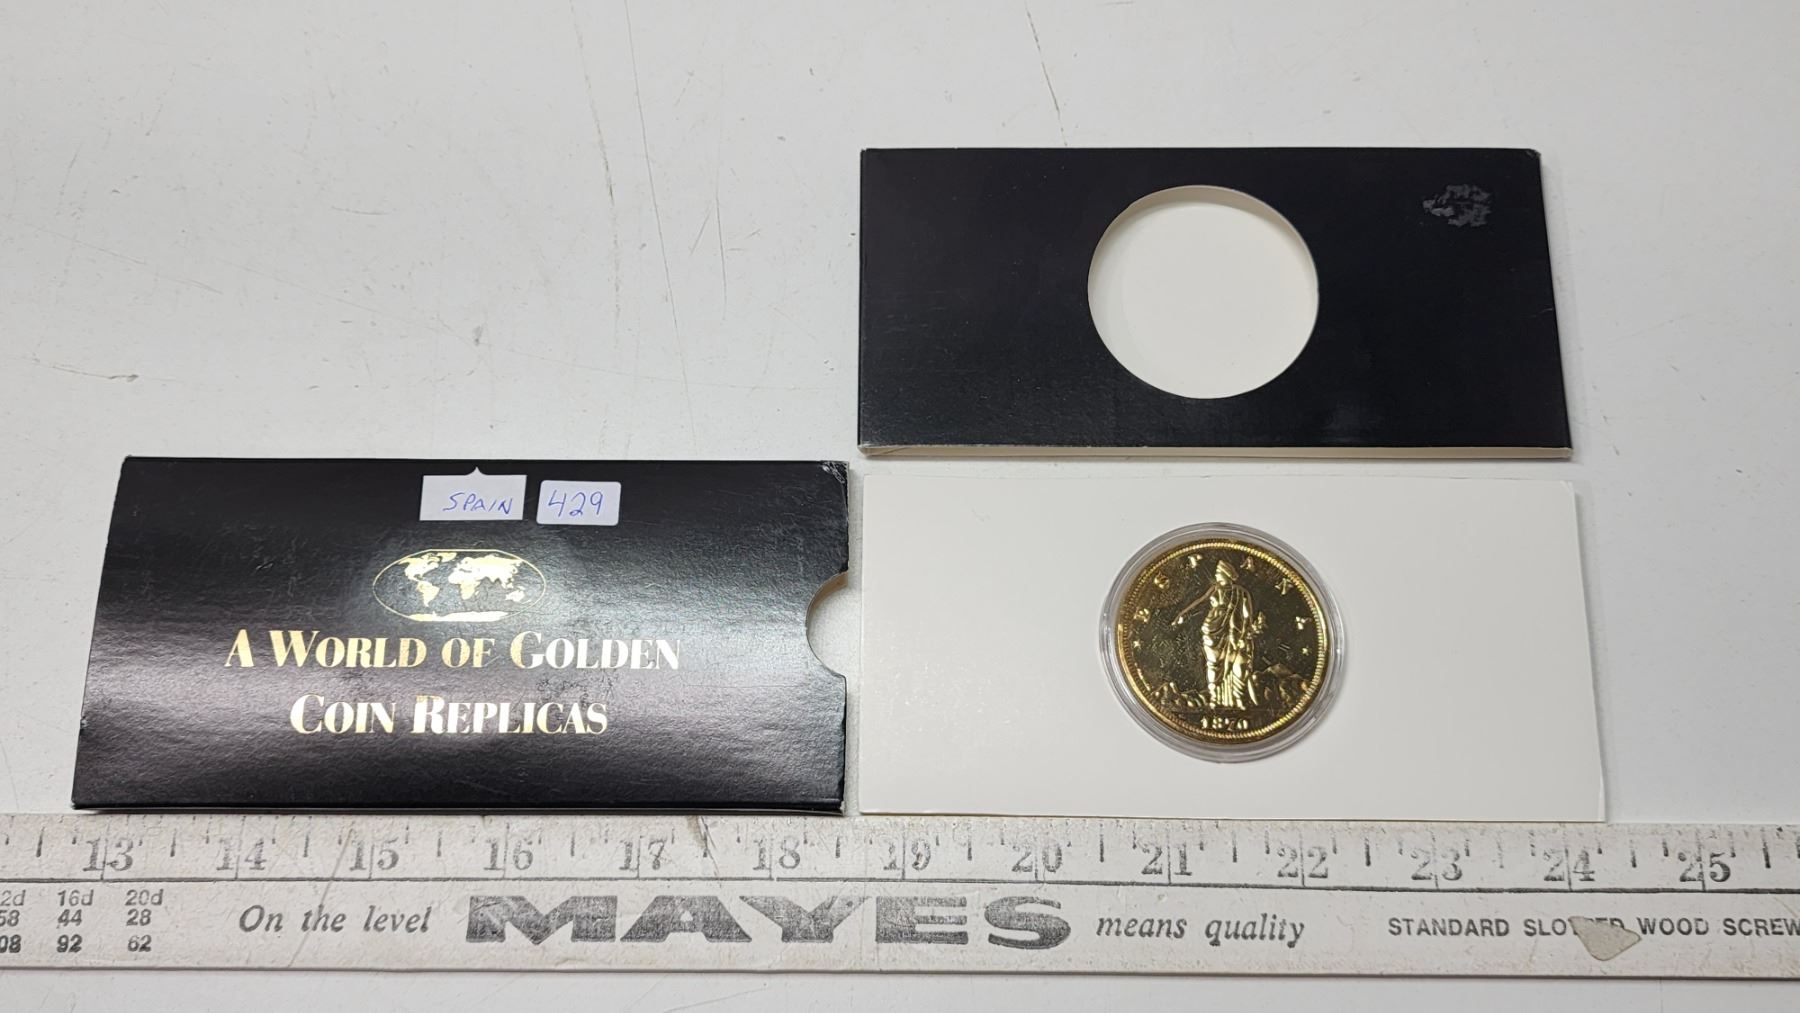 SPAIN 429
A WORLD OF GOLDEN
COIN REPLICAS
ESPAÑA
1870
13 14 15 16 17 18 19 20 21 22 23 24 25
2d 16d 20d
58 44 28
08 92 62
On the level MAYES means quality STANDARD WOOD SCREW